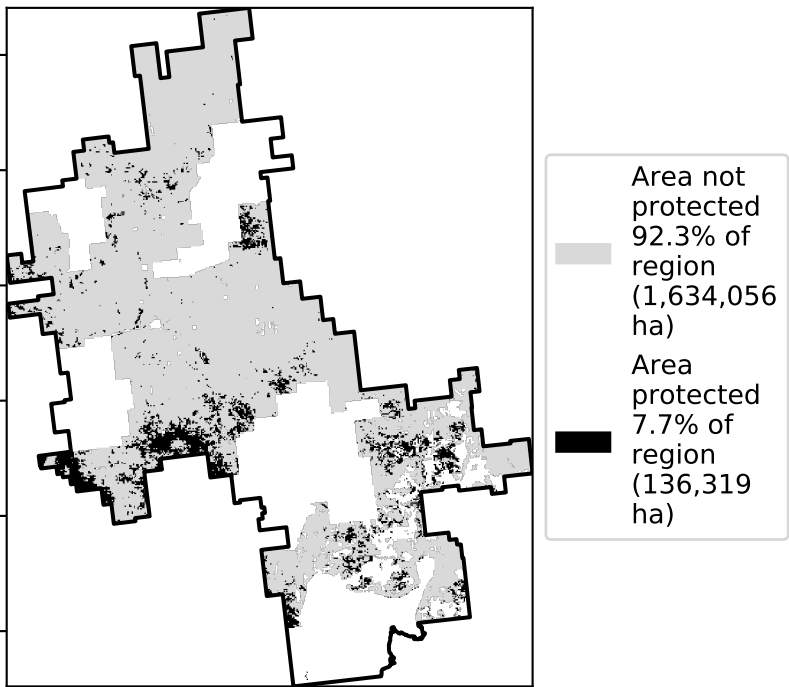 Area not
protected
92.3% of
region
(1,634,056
ha)
Area
protected
7.7% of
region
(136,319
ha)